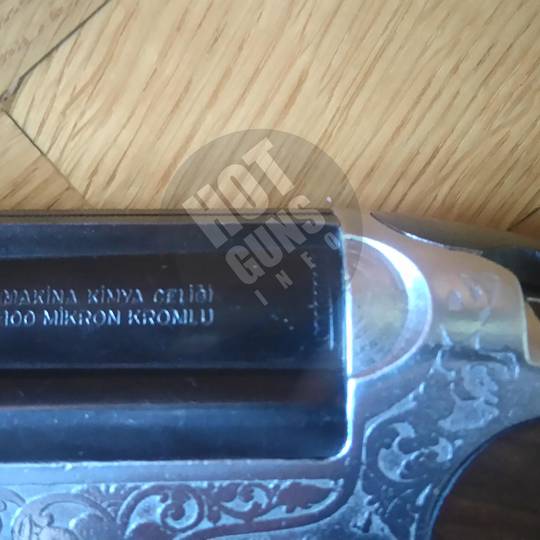 HOT
GUNS
INFO
MAKİNA KİMYA ÇELİĞİ
100 MİKRON KROMLU